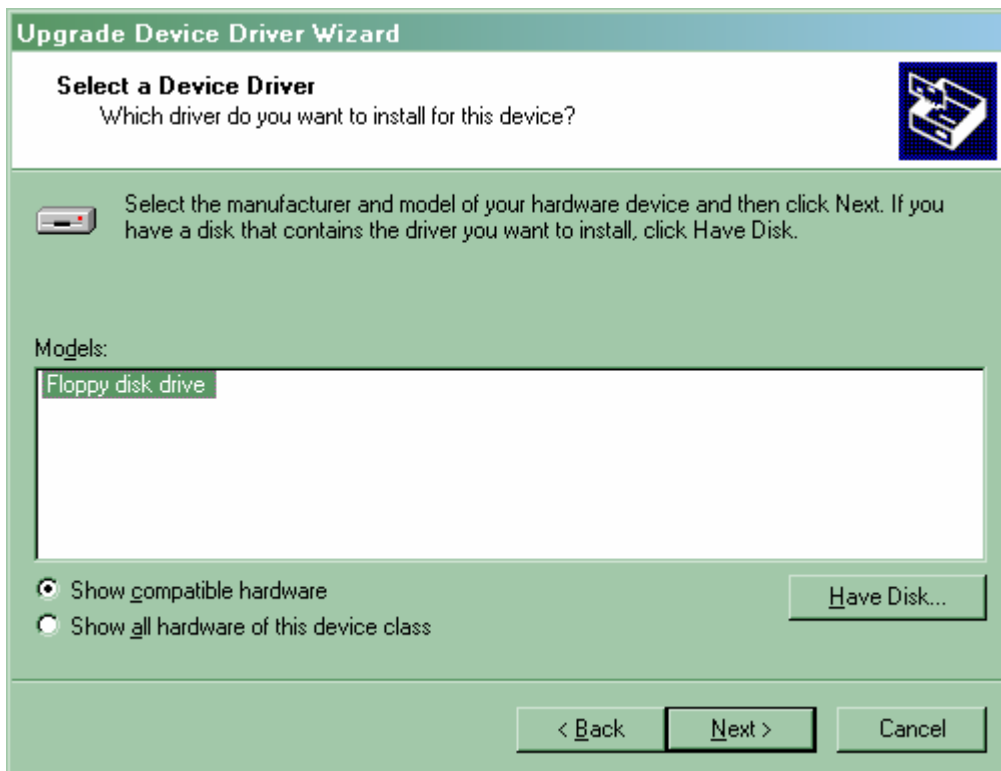 Upgrade Device Driver Wizard
Select a Device Driver
Which driver do you want to install for this device?
Select the manufacturer and model of your hardware device and then click Next. If you
have a disk that contains the driver you want to install, click Have Disk.
Models:
Floppy disk drive
Show compatible hardware
Have Disk...
Show all hardware of this device class
< Back
Next >
Cancel